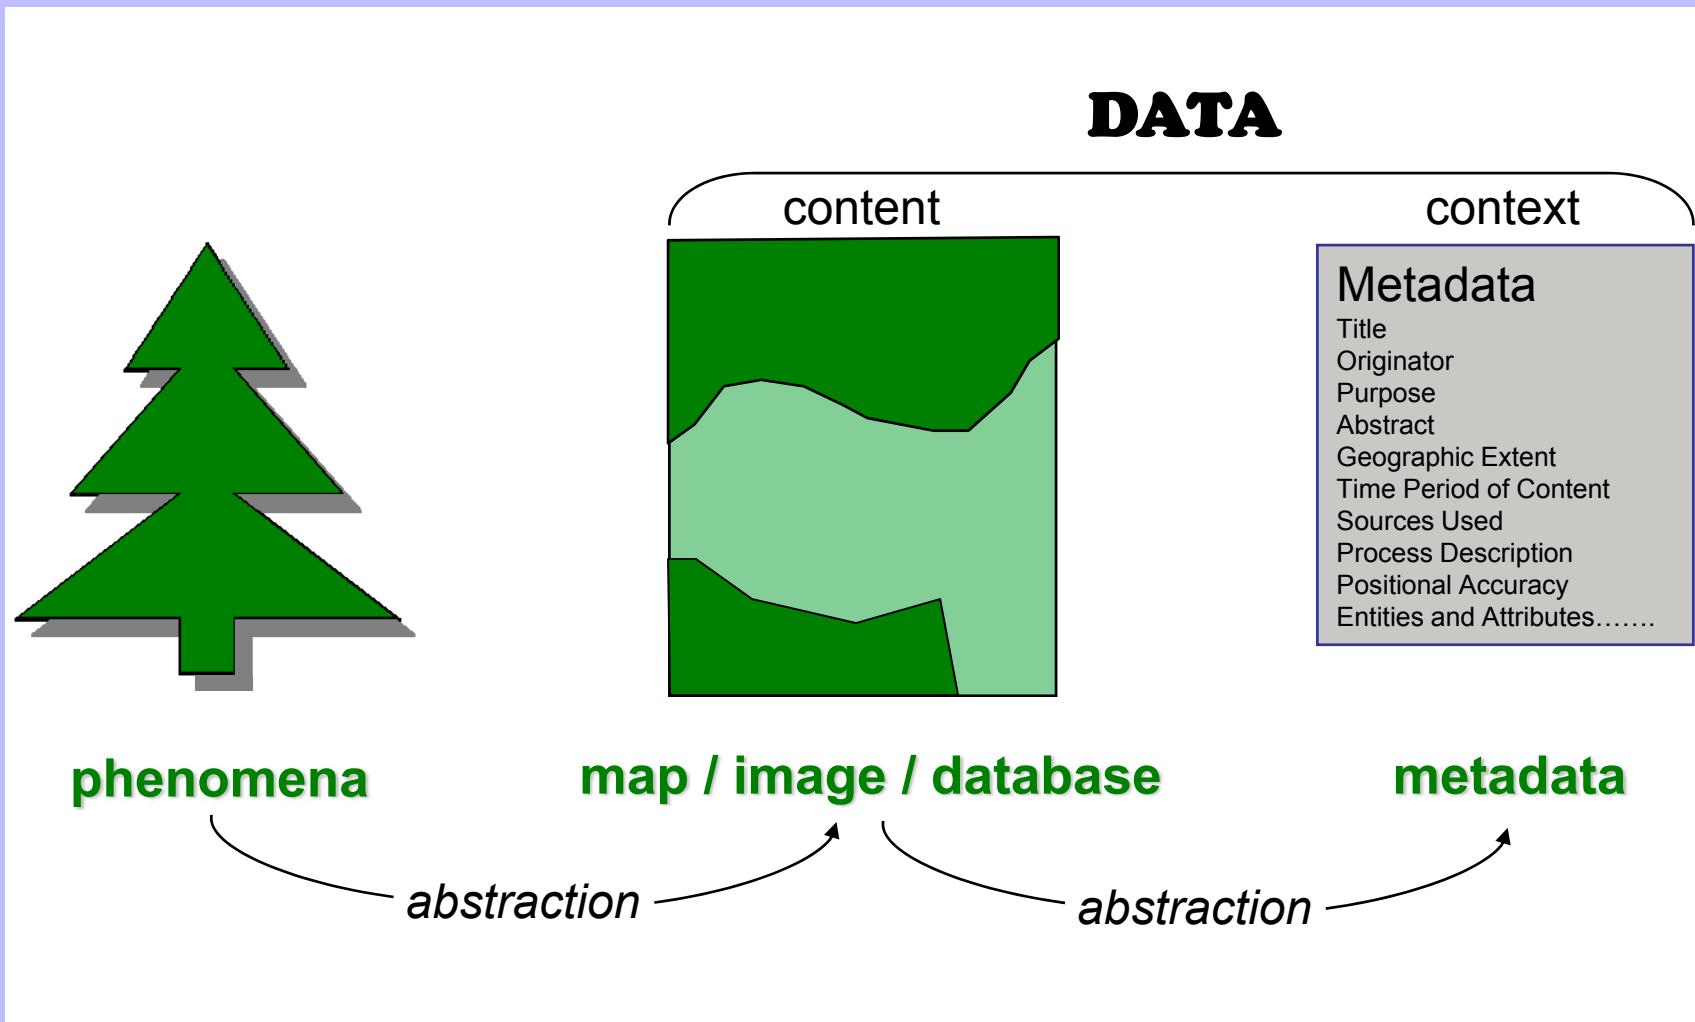 DATA
content
context
Metadata
Title
Originator
Purpose
Abstract
Geographic Extent
Time Period of Content
Sources Used
Process Description
Positional Accuracy
Entities and Attributes…….
phenomena
map / image / database
metadata
abstraction
abstraction